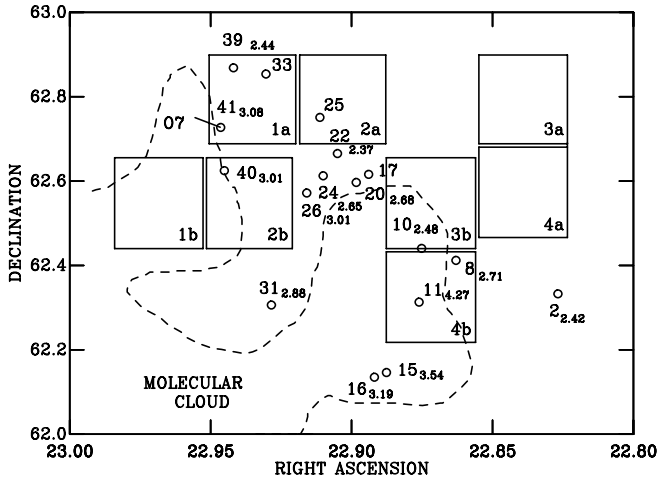 63.0
39 2.44
33
62.8
41 3.08
25
O7
1a
22
2a
3a
2.37
17
62.6
40 3.01
24
20 2.68
26 2.65
3.01
10 2.48
1b
2b
3b
4a
DECLINATION
62.4
8 2.71
31 2.88
11 4.27
2 2.42
4b
62.2
15 3.54
16 3.19
MOLECULAR
CLOUD
62.0
23.00 22.95 22.90 22.85 22.80
RIGHT ASCENSION